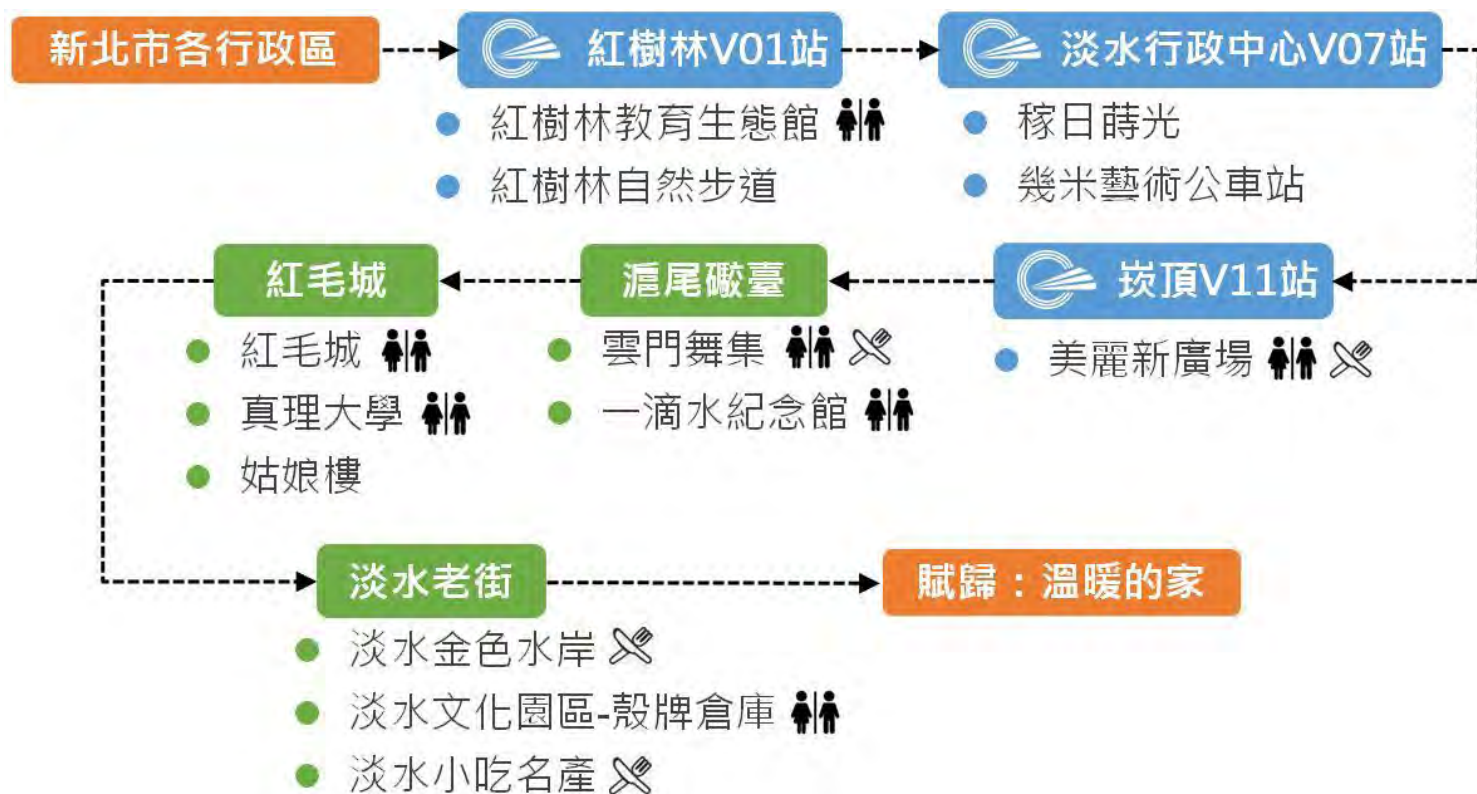 新北市各行政區
紅樹林V01站
紅樹林教育生態館
紅樹林自然步道
淡水行政中心V07站
稼日蒔光
幾米藝術公車站
崁頂V11站
美麗新廣場
滬尾礮臺
雲門舞集
一滴水紀念館
紅毛城
紅毛城
真理大學
姑娘樓
淡水老街
淡水金色水岸
淡水文化園區-殼牌倉庫
淡水小吃名產
賦歸：溫暖的家